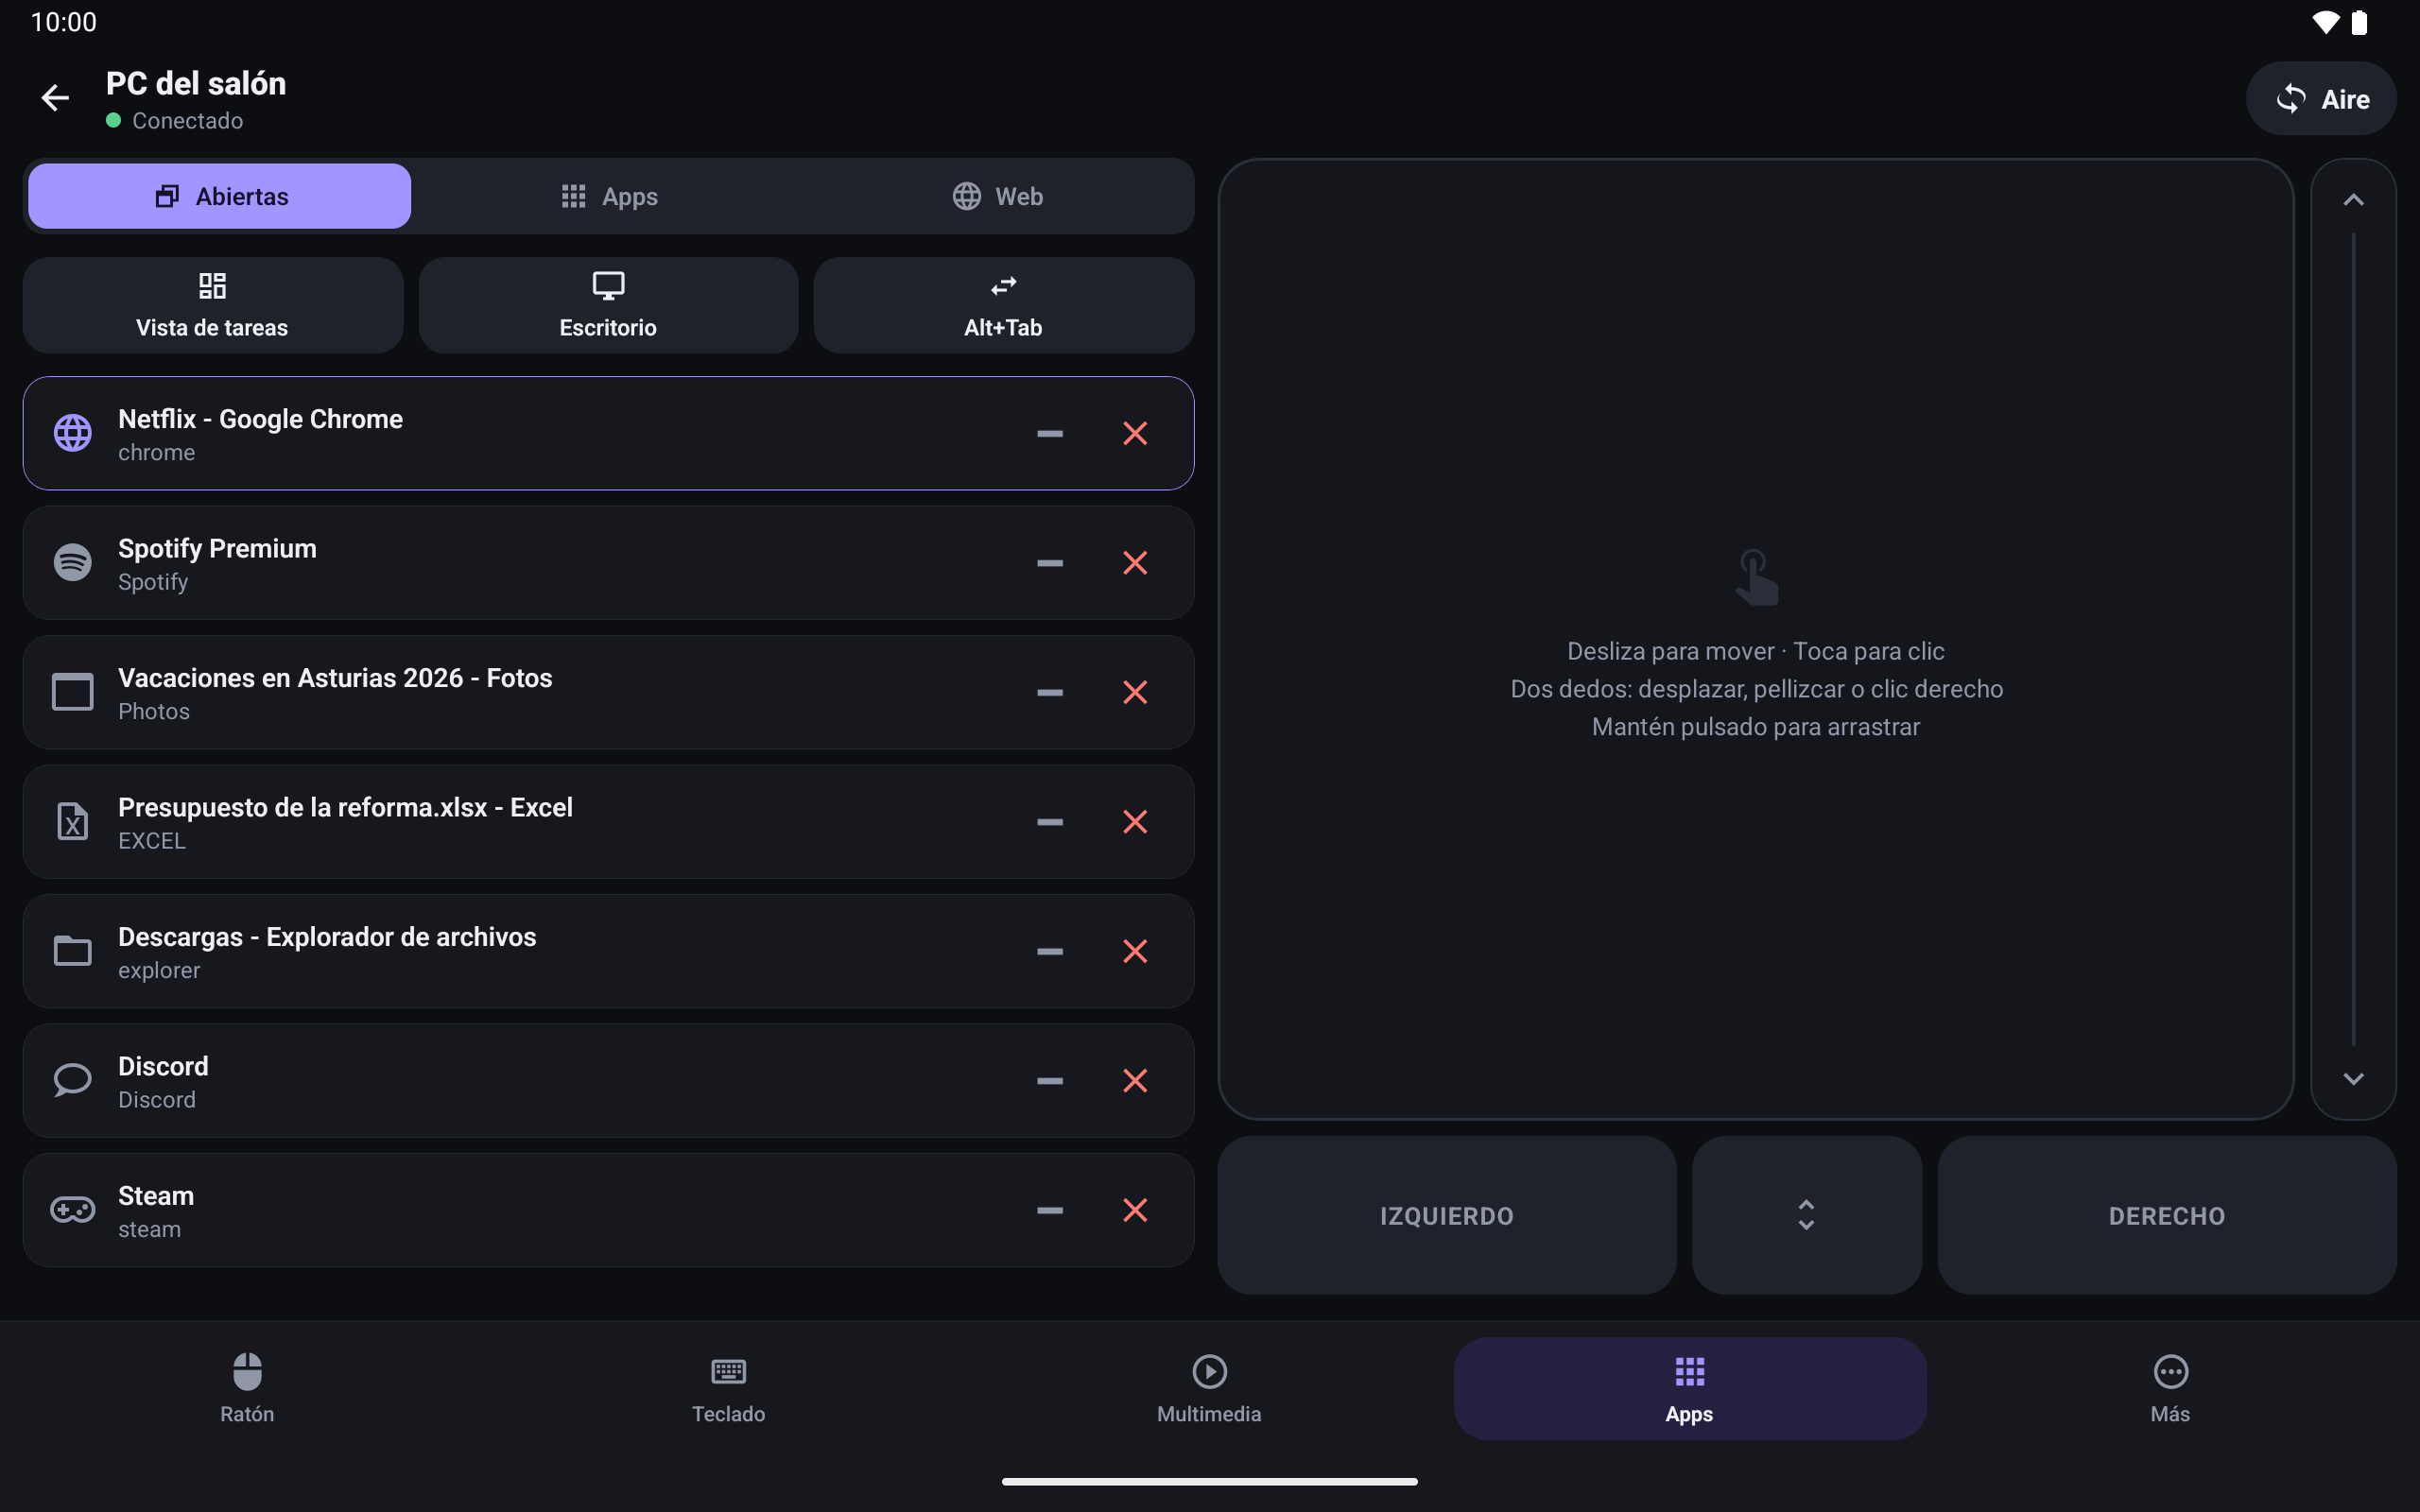 10:00
PC del salón
Conectado
Aire
Abiertas
Apps
Web
Vista de tareas
Escritorio
Alt+Tab
Netflix - Google Chrome
chrome
Spotify Premium
Spotify
Vacaciones en Asturias 2026 - Fotos
Photos
Presupuesto de la reforma.xlsx - Excel
EXCEL
Descargas - Explorador de archivos
explorer
Discord
Discord
Steam
steam
Desliza para mover · Toca para clic
Dos dedos: desplazar, pellizcar o clic derecho
Mantén pulsado para arrastrar
IZQUIERDO
DERECHO
Ratón
Teclado
Multimedia
Apps
Más